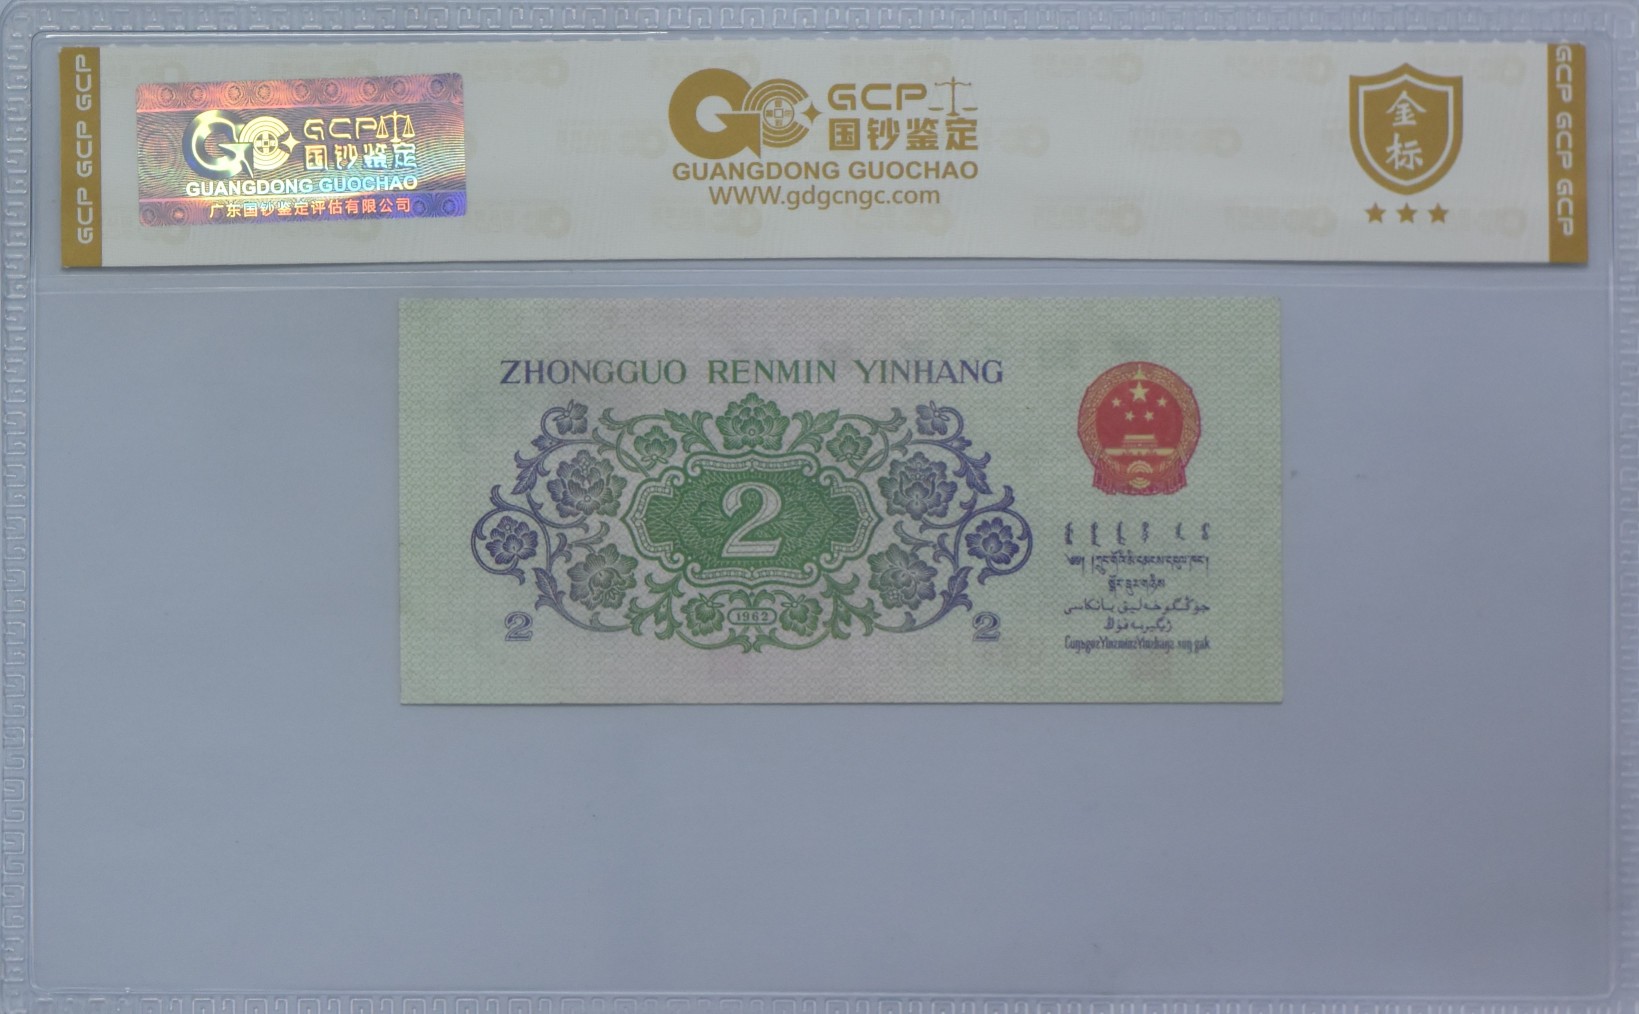 GCP GCP GCP
GCP 国钞鉴定
GUANGDONG GUOCHAO
广东国钞鉴定评估有限公司
GCP
国钞鉴定
GUANGDONG GUOCHAO
WWW.gdgcngc.com
金标
GCP GCP GCP
ZHONGGUO RENMIN YINHANG
2
1962
2 2